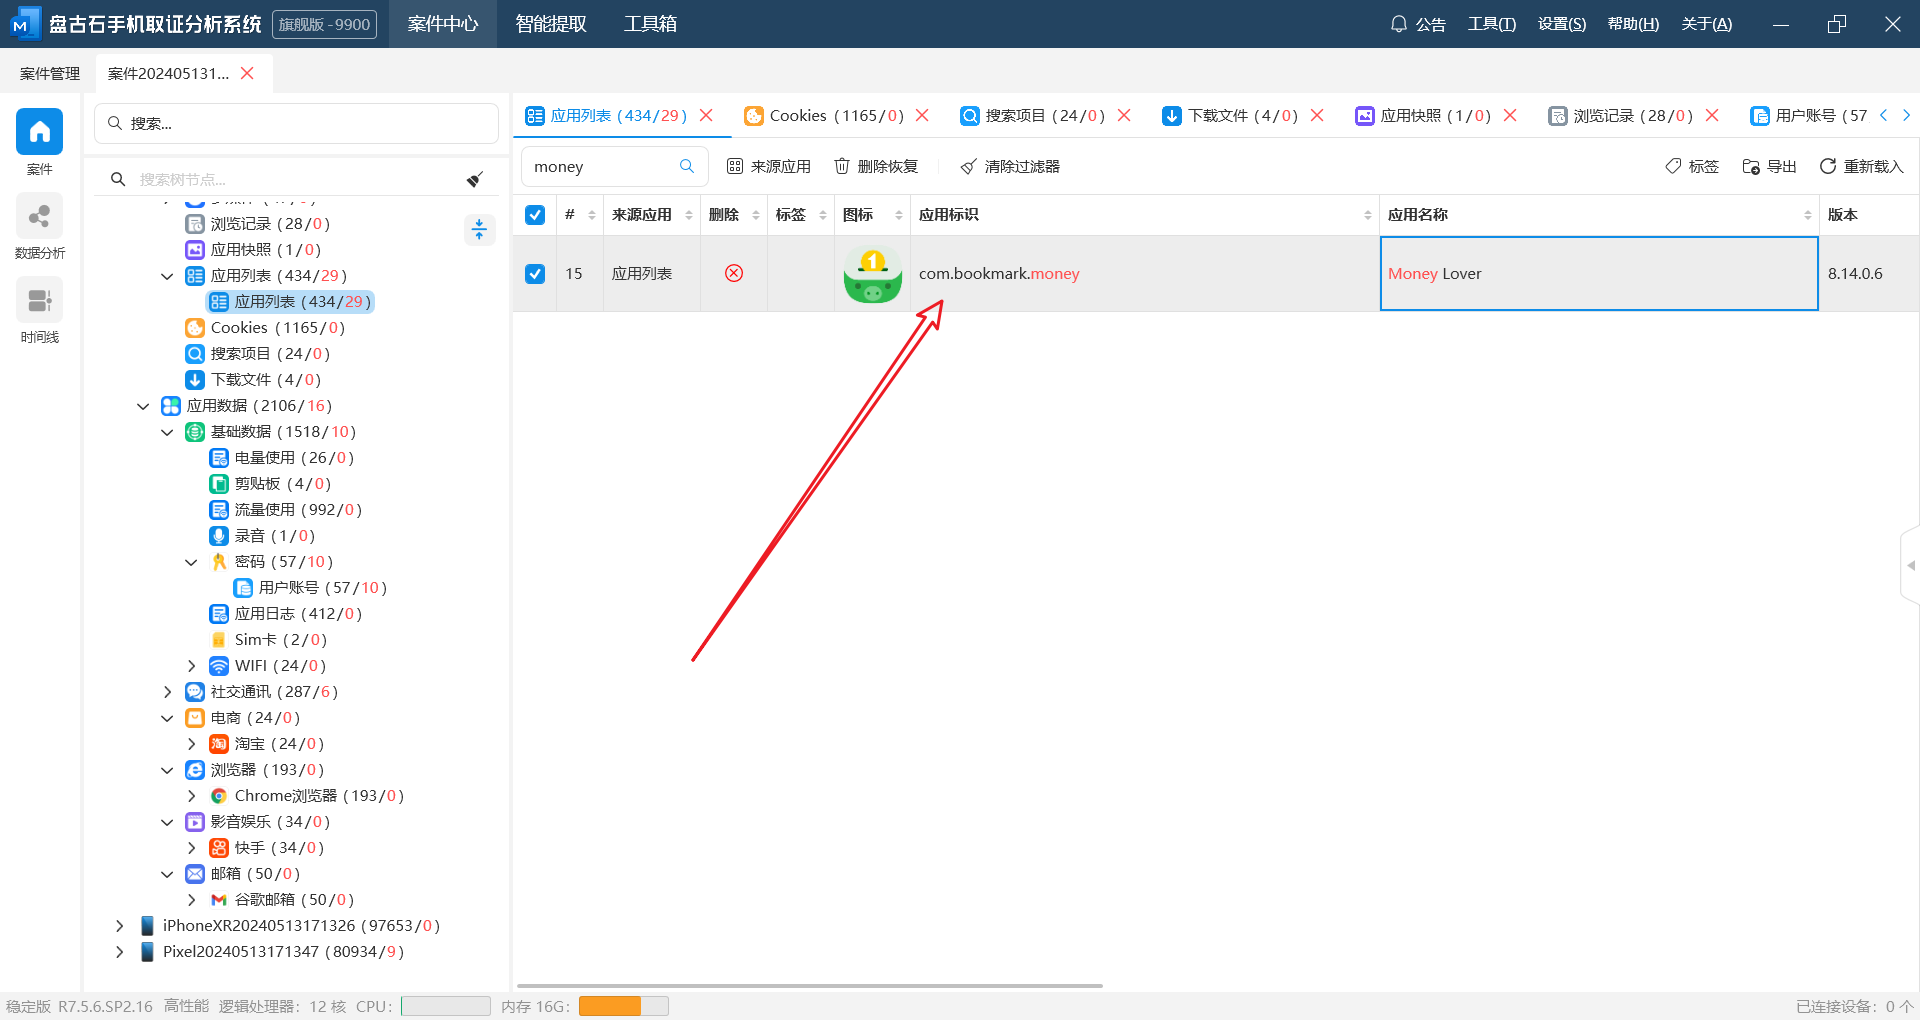 盘古石手机取证分析系统 旗舰版 - 9900 案件中心 智能提取 工具箱 公告 工具(T) 设置(S) 帮助(H) 关于(A)
案件管理 案件202405131...
案件
数据分析
时间线
搜索...
搜索树节点...
浏览记录 (28/0)
应用快照 (1/0)
应用列表 (434/29)
应用列表 (434/29)
Cookies (1165/0)
搜索项目 (24/0)
下载文件 (4/0)
应用数据 (2106/16)
基础数据 (1518/10)
电量使用 (26/0)
剪贴板 (4/0)
流量使用 (992/0)
录音 (1/0)
密码 (57/10)
用户账号 (57/10)
应用日志 (412/0)
Sim卡 (2/0)
WIFI (24/0)
社交通讯 (287/6)
电商 (24/0)
淘宝 (24/0)
浏览器 (193/0)
Chrome浏览器 (193/0)
影音娱乐 (34/0)
快手 (34/0)
邮箱 (50/0)
谷歌邮箱 (50/0)
iPhoneXR20240513171326 (97653/0)
Pixel20240513171347 (80934/9)
应用列表 (434/29) Cookies (1165/0) 搜索项目 (24/0) 下载文件 (4/0) 应用快照 (1/0) 浏览记录 (28/0) 用户账号 (57
money 来源应用 删除恢复 清除过滤器 标签 导出 重新载入
# 来源应用 删除 标签 图标 应用标识 应用名称 版本
15 应用列表 com.bookmark.money Money Lover 8.14.0.6
稳定版 R7.5.6.SP2.16 高性能 逻辑处理器: 12 核 CPU: 内存 16G: 已连接设备: 0 个